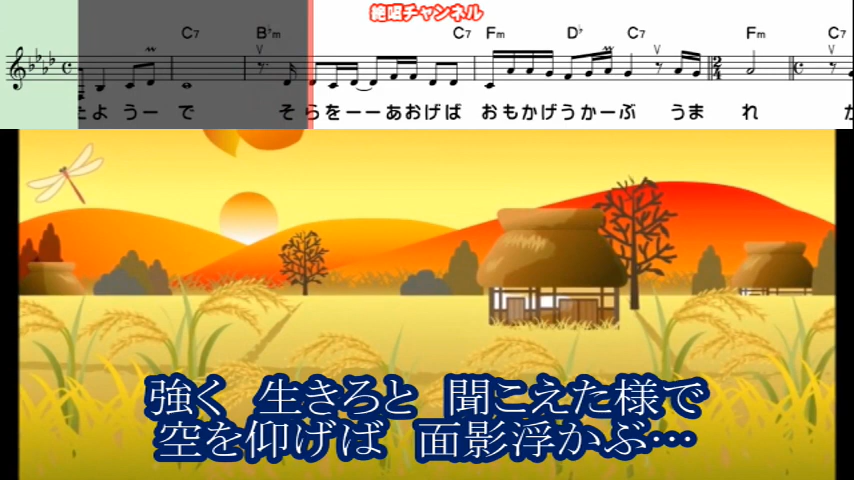 絶唱チャンネル
C7 B♭m C7 Fm D♭ C7 Fm C7
たよ うー で そ らを ーー あおげば おもかげうかーぶ うま れ
強く 生きろと 聞こえた様で
空を仰げば 面影浮かぶ…